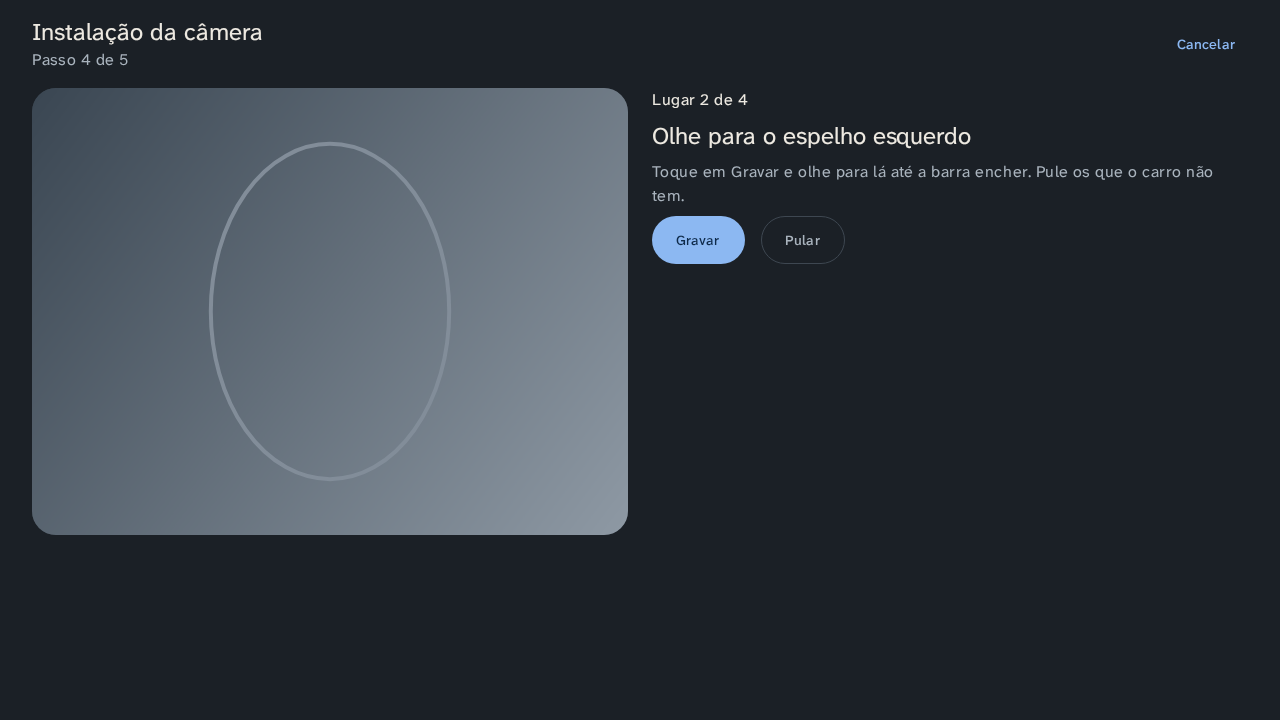 Instalação da câmera
Passo 4 de 5
Cancelar
Lugar 2 de 4
Olhe para o espelho esquerdo
Toque em Gravar e olhe para lá até a barra encher. Pule os que o carro não
tem.
Gravar
Pular